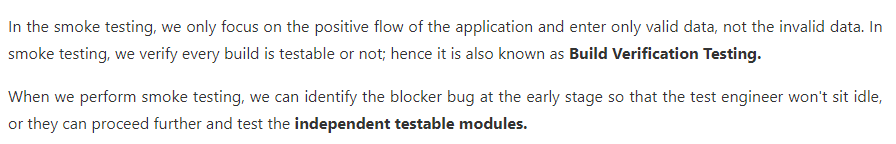 In the smoke testing, we only focus on the positive flow of the application and enter only valid data, not the invalid data. In
smoke testing, we verify every build is testable or not; hence it is also known as Build Verification Testing.
When we perform smoke testing, we can identify the blocker bug at the early stage so that the test engineer won't sit idle,
or they can proceed further and test the independent testable modules.